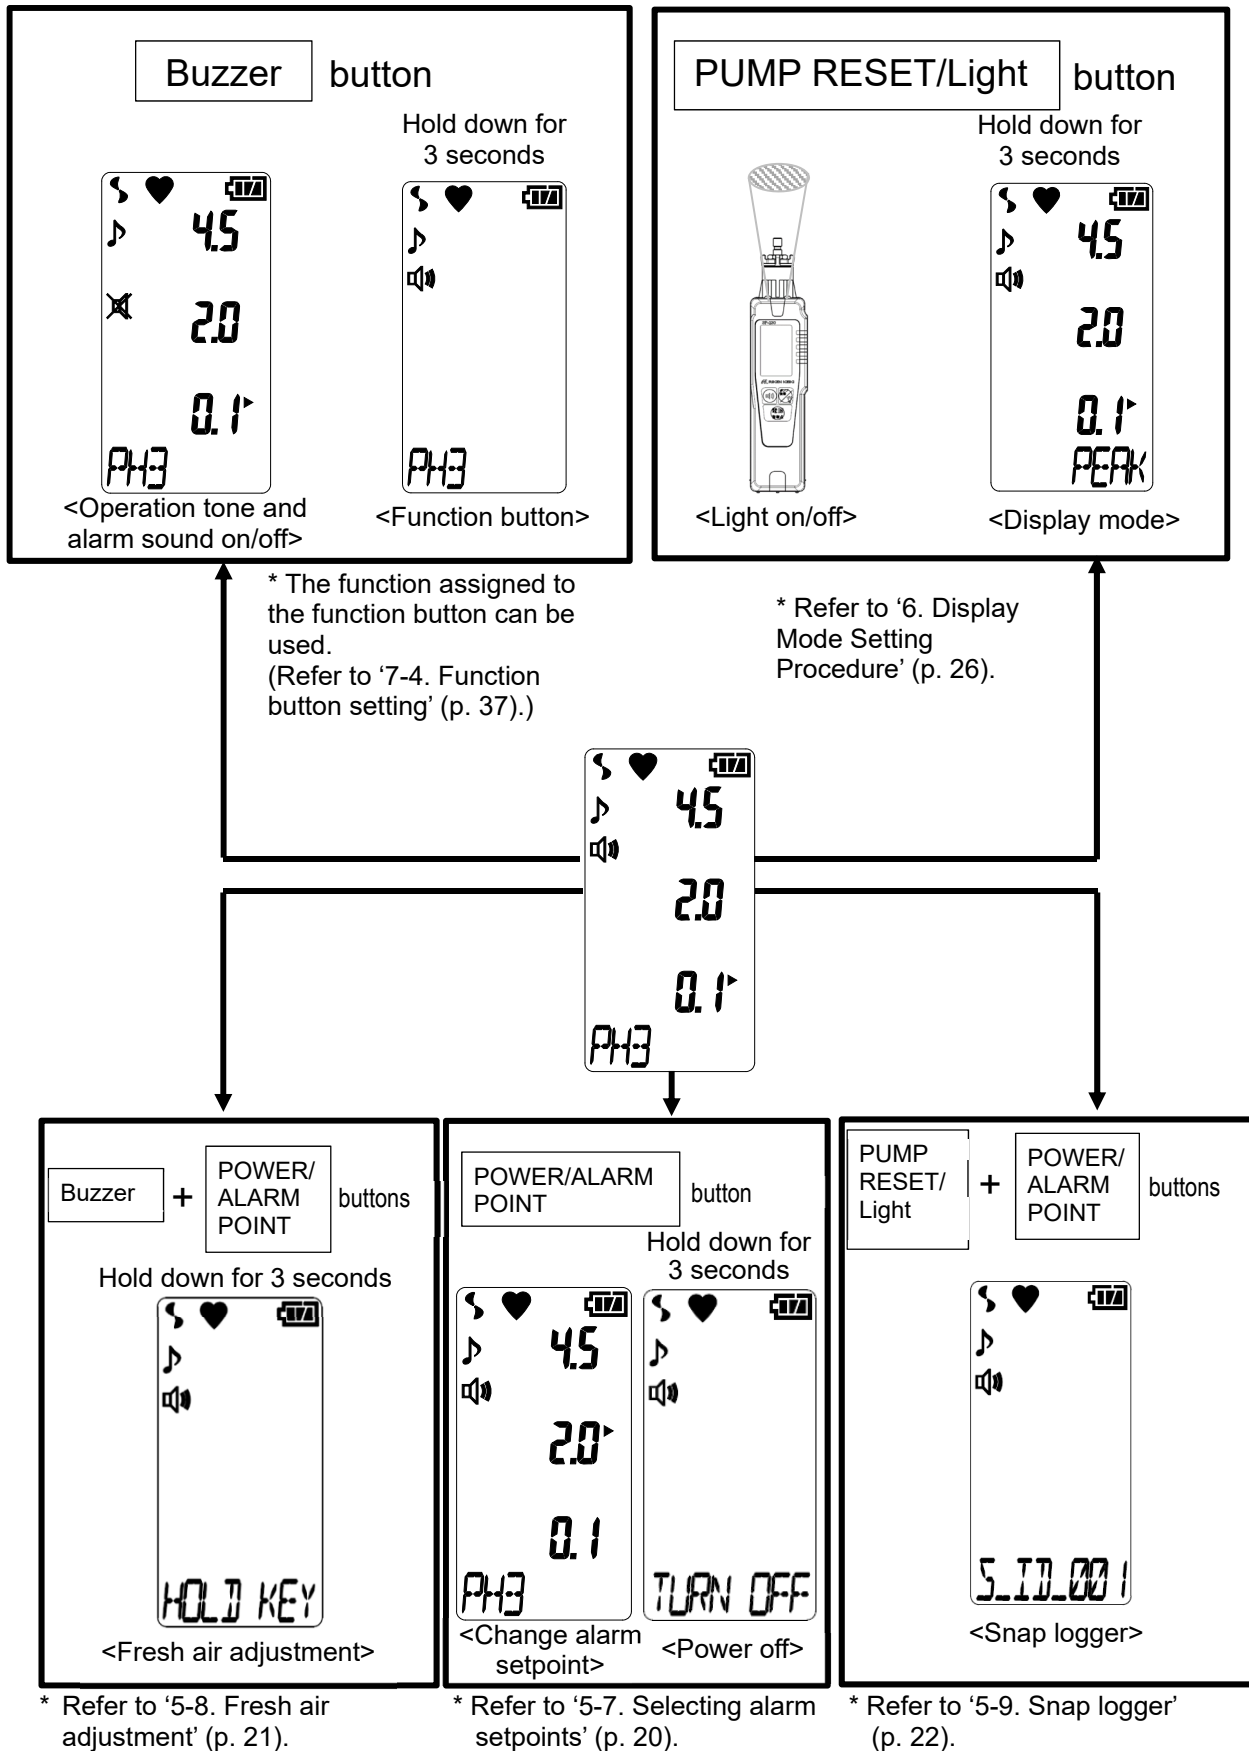 Buzzer button
Hold down for
3 seconds
4.5
2.0
0.1
PH3
PH3
<Operation tone and
alarm sound on/off>
<Function button>
PUMP RESET/Light button
Hold down for
3 seconds
4.5
2.0
0.1
PEAK
<Light on/off>
<Display mode>
* The function assigned to
the function button can be
used.
(Refer to ‘7-4. Function
button setting’ (p. 37).)
* Refer to ‘6. Display
Mode Setting
Procedure’ (p. 26).
4.5
2.0
0.1
PH3
Buzzer + POWER/
ALARM
POINT
buttons
Hold down for 3 seconds
HOLD KEY
<Fresh air adjustment>
* Refer to ‘5-8. Fresh air
adjustment’ (p. 21).
POWER/ALARM
POINT
button
Hold down for
3 seconds
4.5
2.0
0.1
PH3
TURN OFF
<Change alarm
setpoint>
<Power off>
* Refer to ‘5-7. Selecting alarm
setpoints’ (p. 20).
PUMP
RESET/
Light
+
POWER/
ALARM
POINT
buttons
S_ID_001
<Snap logger>
* Refer to ‘5-9. Snap logger’
(p. 22).